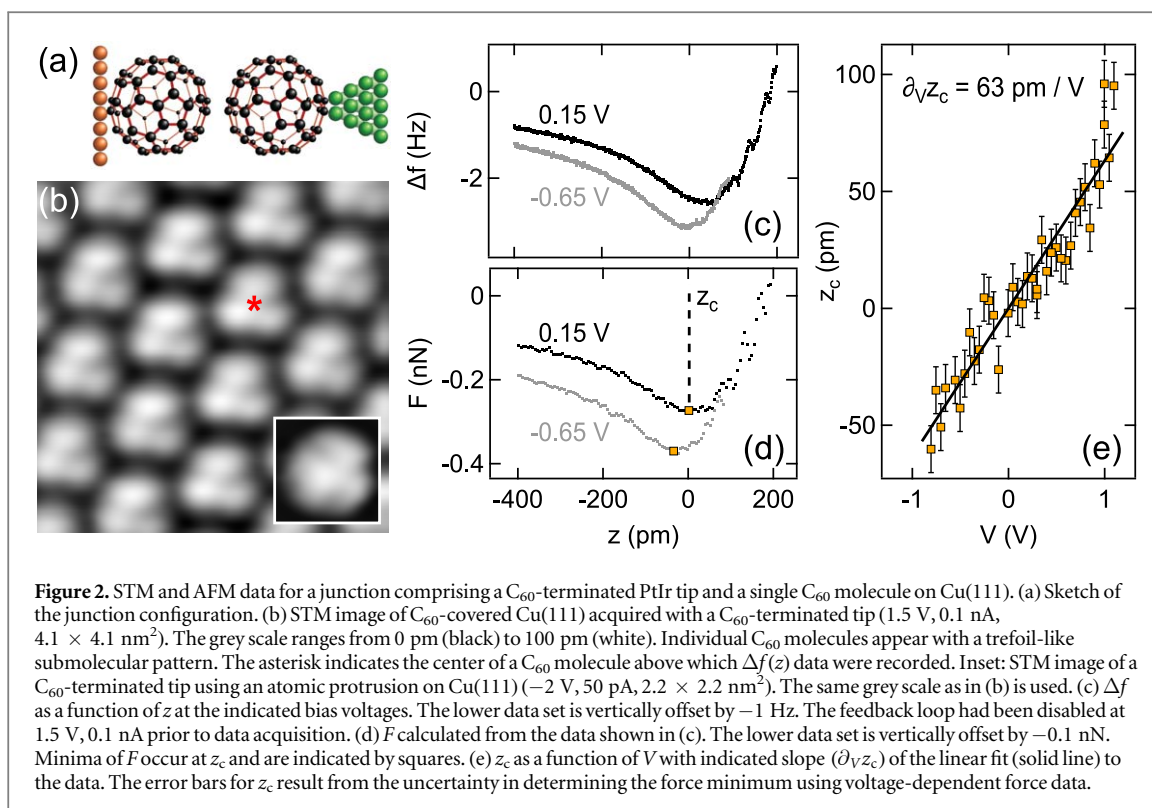 (a)
(b)
*
0
-2
Δf (Hz)
0.15 V
-0.65 V
(c)
0
-0.2
-0.4
F (nN)
z_c
0.15 V
-0.65 V
(d)
-400 -200 0 200
z (pm)
∂_V z_c = 63 pm / V
100
50
0
-50
z_c (pm)
(e)
-1 0 1
V (V)
Figure 2. STM and AFM data for a junction comprising a C₆₀-terminated PtIr tip and a single C₆₀ molecule on Cu(111). (a) Sketch of
the junction configuration. (b) STM image of C₆₀-covered Cu(111) acquired with a C₆₀-terminated tip (1.5 V, 0.1 nA,
4.1 × 4.1 nm²). The grey scale ranges from 0 pm (black) to 100 pm (white). Individual C₆₀ molecules appear with a trefoil-like
submolecular pattern. The asterisk indicates the center of a C₆₀ molecule above which Δf(z) data were recorded. Inset: STM image of a
C₆₀-terminated tip using an atomic protrusion on Cu(111) (−2 V, 50 pA, 2.2 × 2.2 nm²). The same grey scale as in (b) is used. (c) Δf
as a function of z at the indicated bias voltages. The lower data set is vertically offset by −1 Hz. The feedback loop had been disabled at
1.5 V, 0.1 nA prior to data acquisition. (d) F calculated from the data shown in (c). The lower data set is vertically offset by −0.1 nN.
Minima of F occur at z_c and are indicated by squares. (e) z_c as a function of V with indicated slope (∂_V z_c) of the linear fit (solid line) to
the data. The error bars for z_c result from the uncertainty in determining the force minimum using voltage-dependent force data.